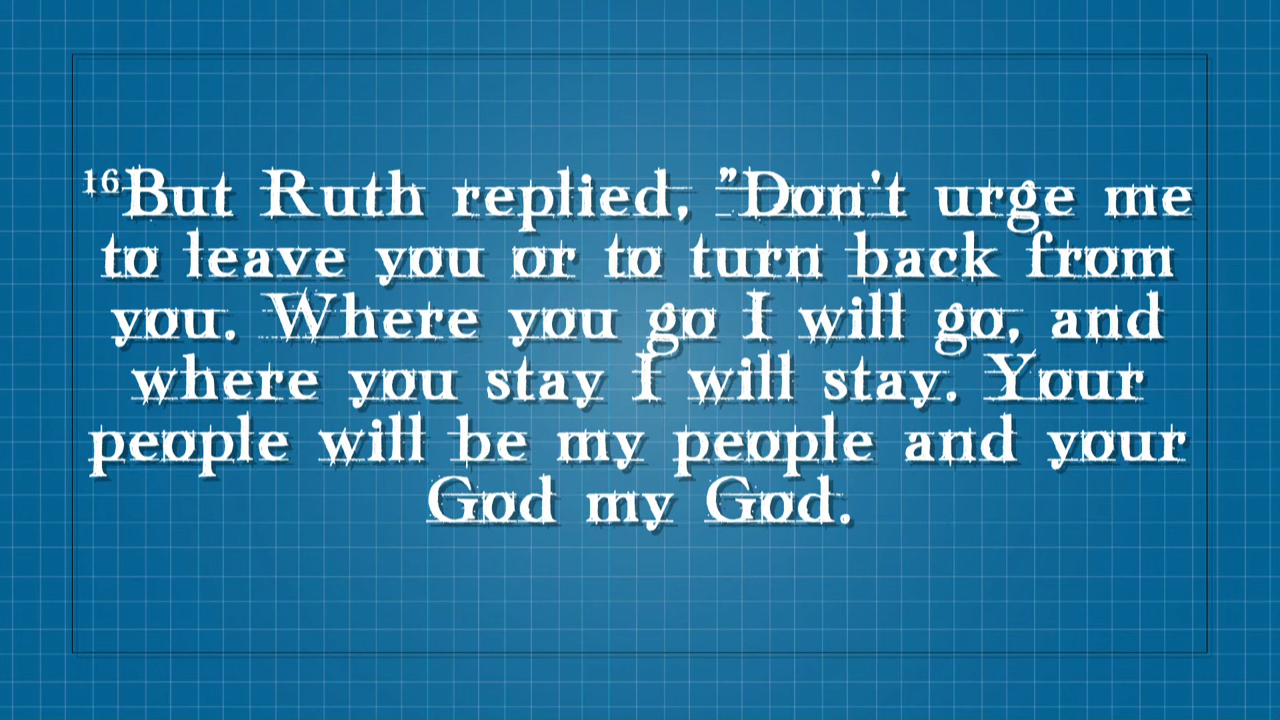 16But Ruth replied, "Don't urge me
to leave you or to turn back from
you. Where you go I will go, and
where you stay I will stay. Your
people will be my people and your
God my God.